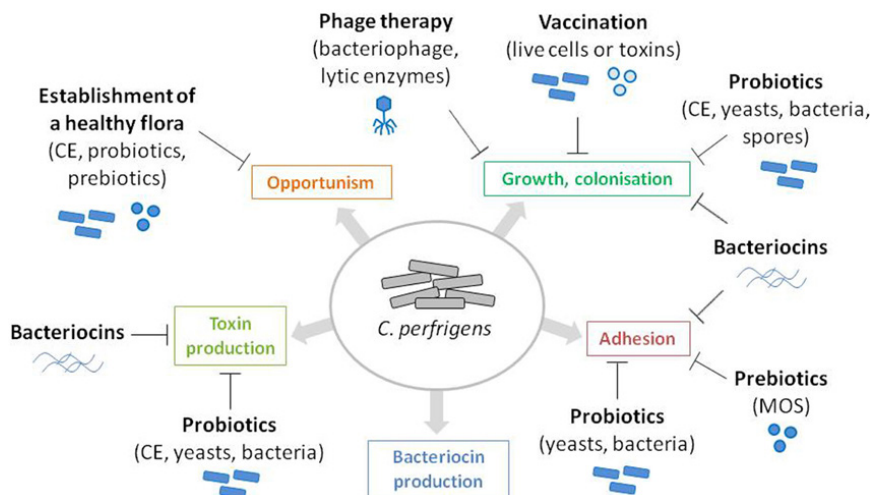 Phage therapy
(bacteriophage,
lytic enzymes)
Vaccination
(live cells or toxins)
Probiotics
(CE, yeasts, bacteria,
spores)
Establishment of
a healthy flora
(CE, probiotics,
prebiotics)
Opportunism
Growth, colonisation
Bacteriocins
C. perfrigens
Bacteriocins
Toxin
production
Adhesion
Prebiotics
(MOS)
Probiotics
(CE, yeasts, bacteria)
Bacteriocin
production
Probiotics
(yeasts, bacteria)